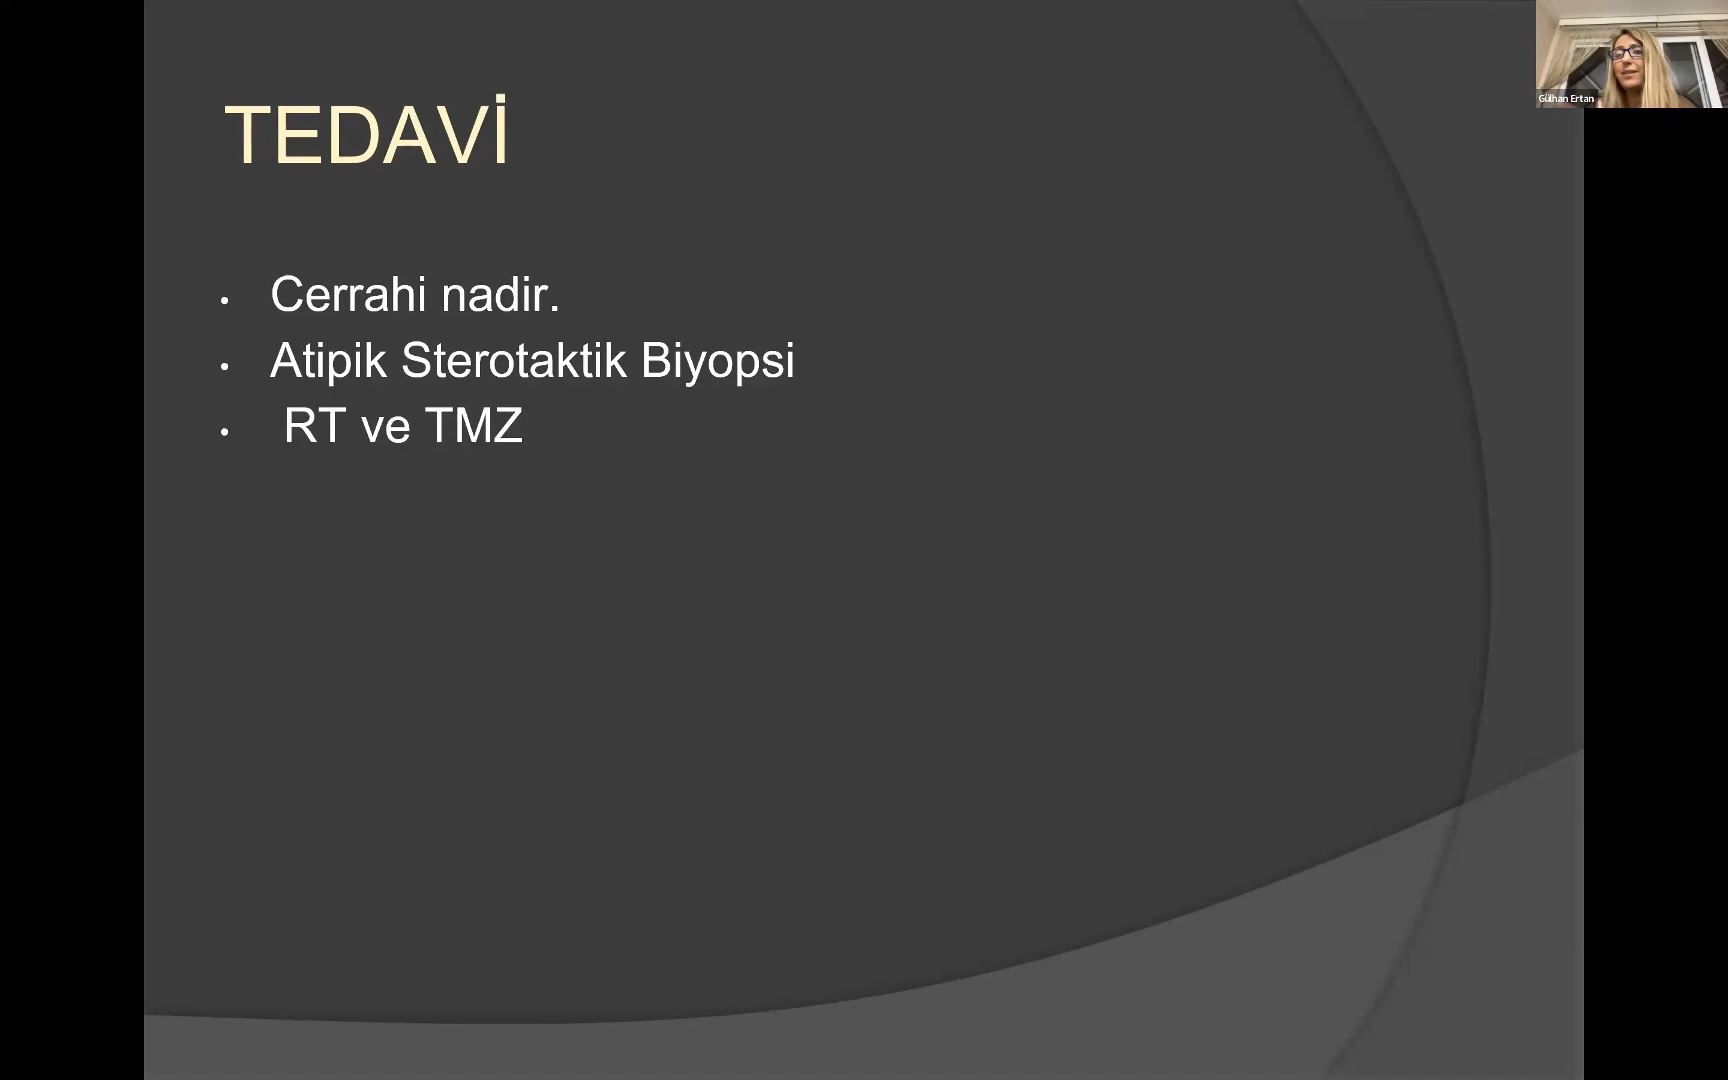 TEDAVİ
• Cerrahi nadir.
• Atipik Sterotaktik Biyopsi
• RT ve TMZ
Gülhan Ertan